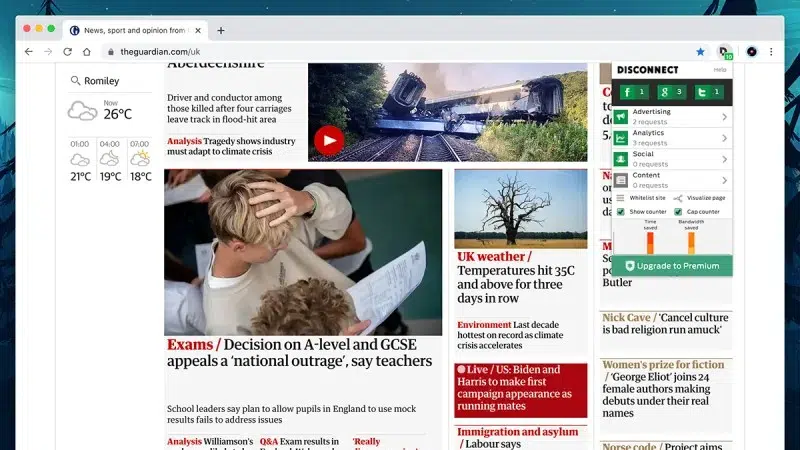 News, sport and opinion from
theguardian.com/uk
Romiley
Now
26°C
01:00 04:00 07:00
21°C 19°C 18°C
Aberdeenshire
Driver and conductor among
those killed after four carriages
leave track in flood-hit area
Analysis Tragedy shows industry
must adapt to climate crisis
Exams / Decision on A-level and GCSE
appeals a ‘national outrage’, say teachers
School leaders say plan to allow pupils in England to use mock
results fails to address issues
Analysis Williamson's
Q&A Exam results in
'Really
UK weather /
Temperatures hit 35C
and above for three
days in row
Environment Last decade
hottest on record as climate
crisis accelerates
Live / US: Biden and
Harris to make first
campaign appearance as
running mates
Immigration and asylum
/ Labour says
DISCONNECT Help
f 1 g 3 t 1
Advertising
2 requests
Analytics
3 requests
Social
0 requests
Content
0 requests
Whitelist site Visualize page
Show counter Cap counter
Time saved
Bandwidth saved
Upgrade to Premium
Butler
Nick Cave / 'Cancel culture
is bad religion run amuck'
Women's prize for fiction
/ ‘George Eliot’ joins 24
female authors making
debuts under their real
names
Norse code / Project aims